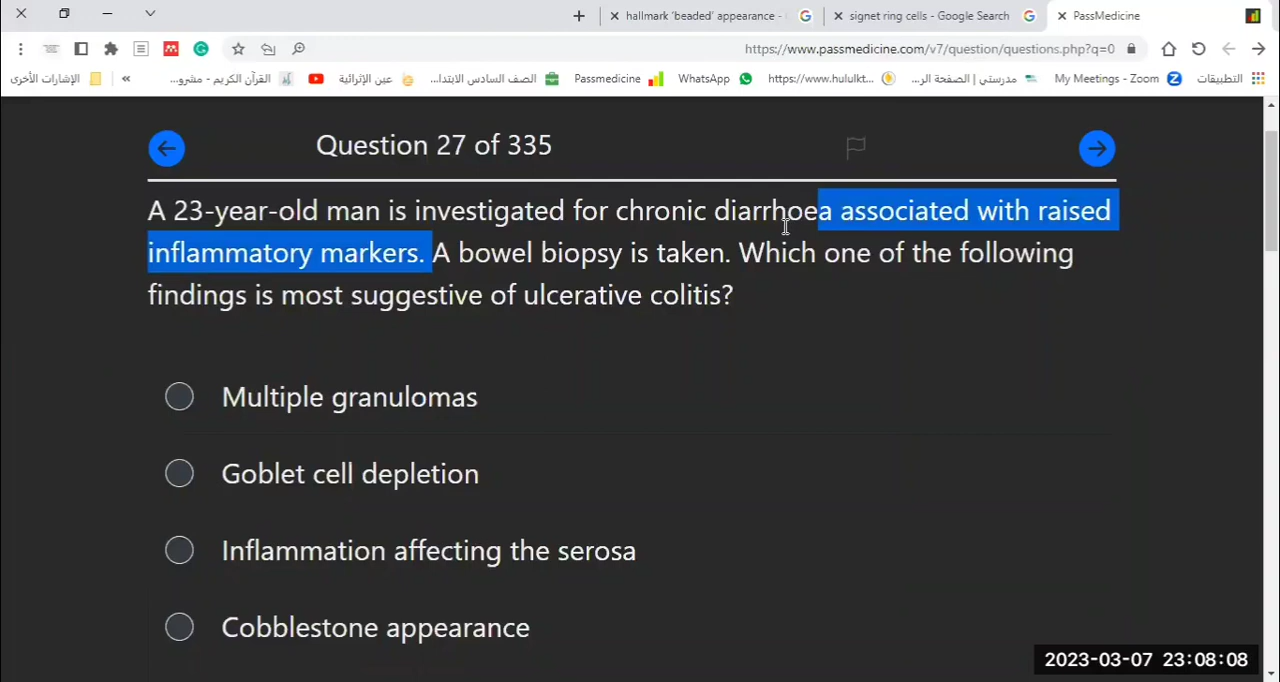 hallmark 'beaded' appearance -
signet ring cells - Google Search
PassMedicine
https://www.passmedicine.com/v7/question/questions.php?q=0
الإشارات الأخرى
»
القرآن الكريم - مشرو...
عين الإثرائية
الصف السادس الابتدا...
Passmedicine
WhatsApp
https://www.hululkt...
مدرستي | الصفحة الر...
My Meetings - Zoom
التطبيقات
Question 27 of 335
A 23-year-old man is investigated for chronic diarrhoea associated with raised
inflammatory markers. A bowel biopsy is taken. Which one of the following
findings is most suggestive of ulcerative colitis?
Multiple granulomas
Goblet cell depletion
Inflammation affecting the serosa
Cobblestone appearance
2023-03-07 23:08:08